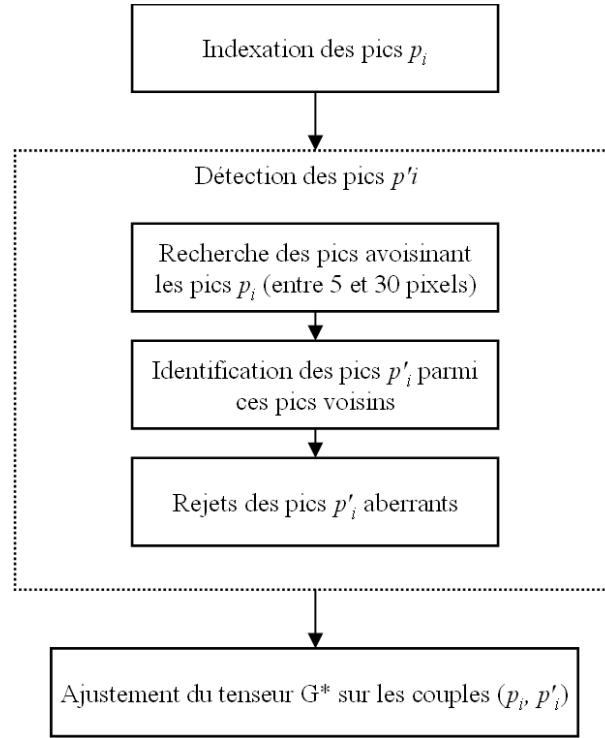 Indexation des pics p_i
Détection des pics p'i
Recherche des pics avoisinant
les pics p_i (entre 5 et 30 pixels)
Identification des pics p'_i parmi
ces pics voisins
Rejets des pics p'_i aberrants
Ajustement du tenseur G* sur les couples (p_i, p'_i)